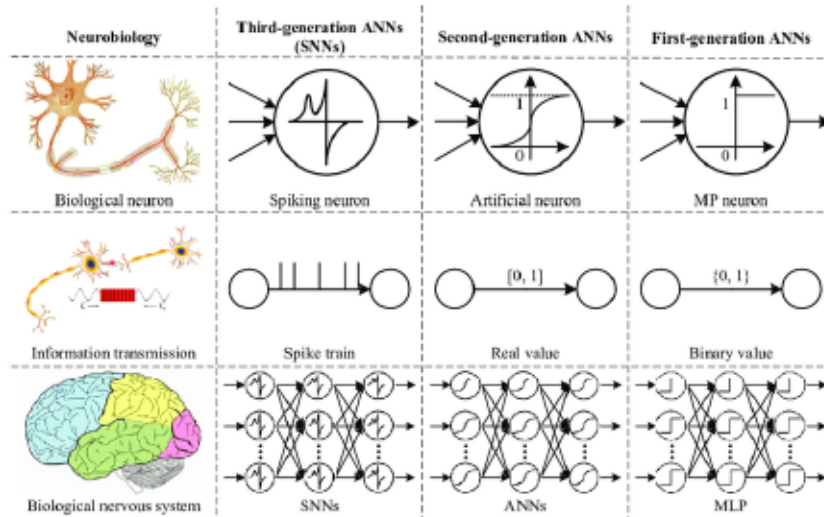 Neurobiology
Third-generation ANNs
(SNNs)
Second-generation ANNs
First-generation ANNs
1
0
1
0
Biological neuron
Spiking neuron
Artificial neuron
MP neuron
[0, 1]
{0, 1}
Information transmission
Spike train
Real value
Binary value
Biological nervous system
SNNs
ANNs
MLP